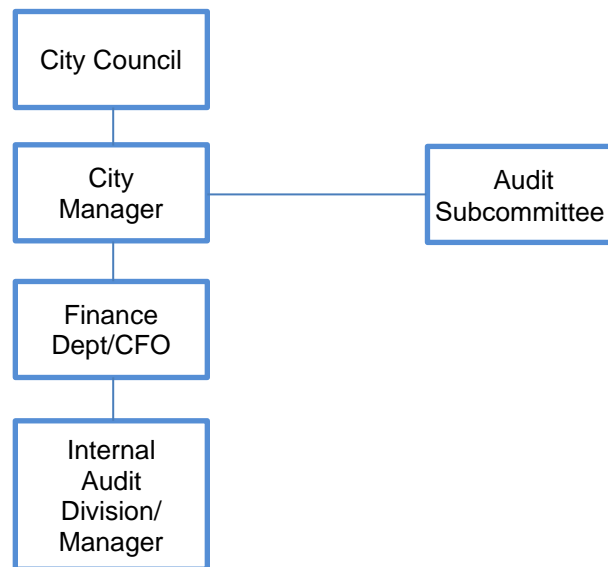 City Council
City
Manager
Audit
Subcommittee
Finance
Dept/CFO
Internal
Audit
Division/
Manager